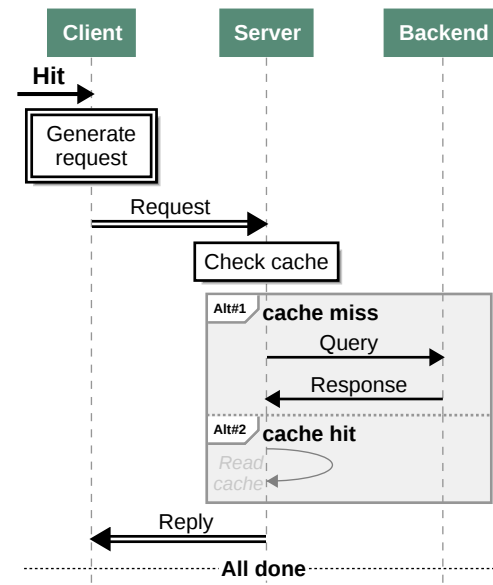 Client Server Backend
Hit
Generate
request
Request
Check cache
Alt#1 cache miss
Query
Response
Alt#2 cache hit
Read
cache
Reply
All done